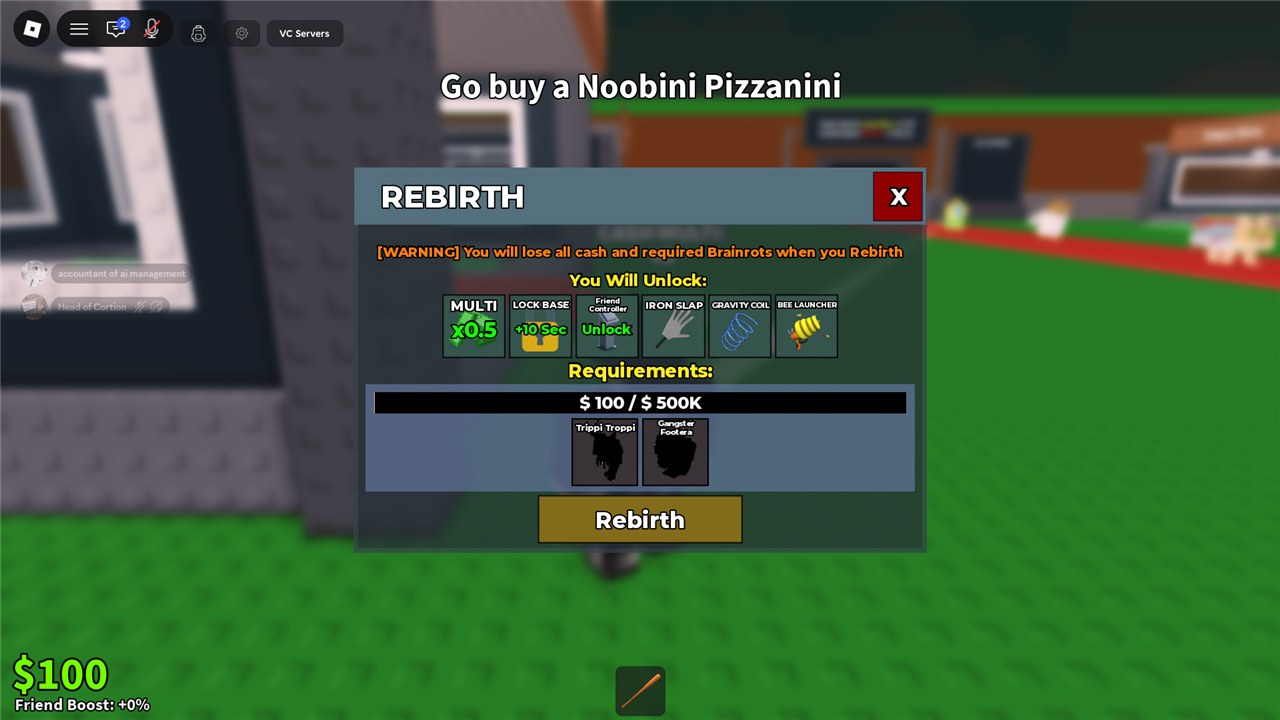 2
VC Servers
Go buy a Noobini Pizzanini
REBIRTH
X
[WARNING] You will lose all cash and required Brainrots when you Rebirth
accountant of ai management
Head of Cortion
You Will Unlock:
MULTI
x0.5
LOCK BASE
+10 Sec
Friend
Controller
Unlock
IRON SLAP
GRAVITY COIL
BEE LAUNCHER
Requirements:
$ 100 / $ 500K
Trippi Troppi
Gangster
Footera
Rebirth
$100
Friend Boost: +0%